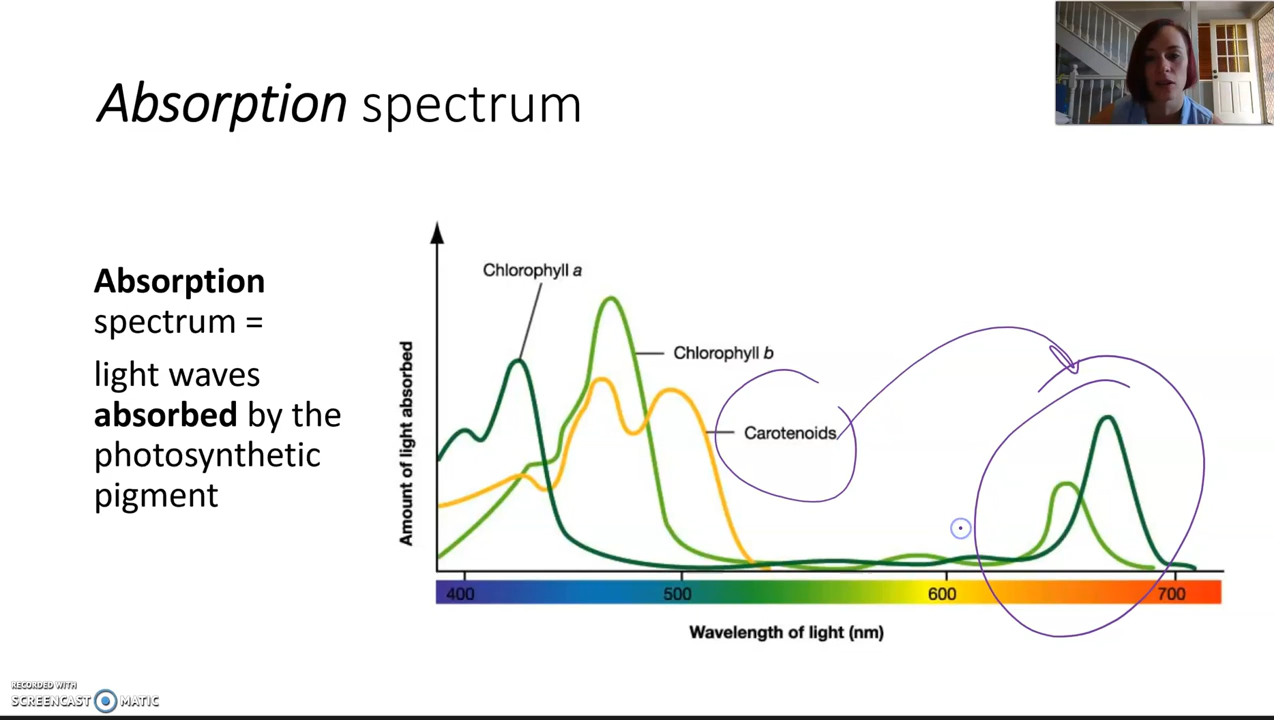 Absorption spectrum
Absorption
spectrum =
light waves
absorbed by the
photosynthetic
pigment
Chlorophyll a
Chlorophyll b
Carotenoids
Amount of light absorbed
400 500 600 700
Wavelength of light (nm)
RECORDED WITH
SCREENCAST MATIC